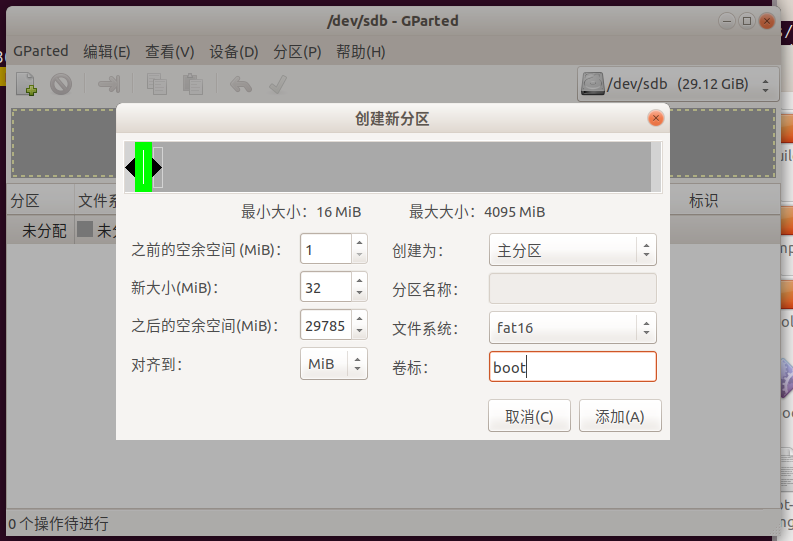 /dev/sdb - GParted
GParted 编辑(E) 查看(V) 设备(D) 分区(P) 帮助(H)
/dev/sdb (29.12 GiB)
创建新分区
最小大小：16 MiB 最大大小：4095 MiB
分区 文件系 标识
未分配 未分
之前的空余空间 (MiB)： 1 创建为： 主分区
新大小(MiB)： 32 分区名称：
之后的空余空间(MiB)： 29785 文件系统： fat16
对齐到： MiB 卷标： boot
取消(C) 添加(A)
0 个操作待进行